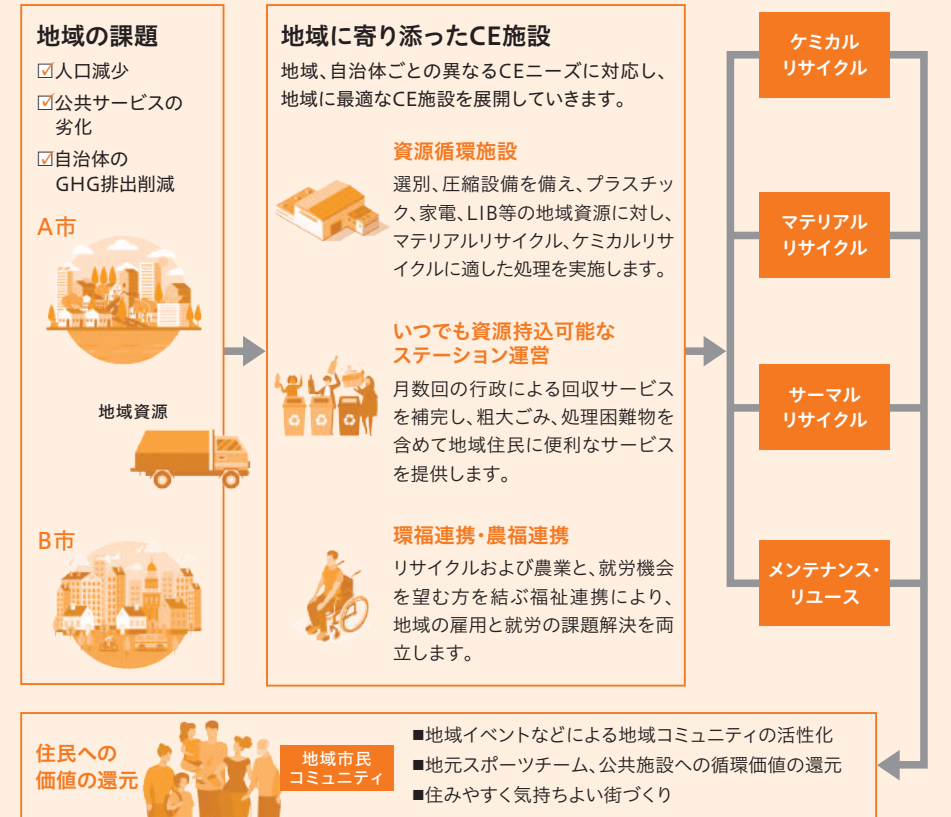 地域の課題
☑人口減少
☑公共サービスの
劣化
☑自治体の
GHG排出削減
A市
地域資源
B市
地域に寄り添ったCE施設
地域、自治体ごとの異なるCEニーズに対応し、
地域に最適なCE施設を展開していきます。
資源循環施設
選別、圧縮設備を備え、プラスチッ
ク、家電、LIB等の地域資源に対し、
マテリアルリサイクル、ケミカルリサ
イクルに適した処理を実施します。
いつでも資源持込可能な
ステーション運営
月数回の行政による回収サービス
を補完し、粗大ごみ、処理困難物を
含めて地域住民に便利なサービス
を提供します。
環福連携・農福連携
リサイクルおよび農業と、就労機会
を望む方を結ぶ福祉連携により、
地域の雇用と就労の課題解決を両
立します。
ケミカル
リサイクル
マテリアル
リサイクル
サーマル
リサイクル
メンテナンス・
リユース
住民への
価値の還元
地域市民
コミュニティ
■地域イベントなどによる地域コミュニティの活性化
■地元スポーツチーム、公共施設への循環価値の還元
■住みやすく気持ちよい街づくり